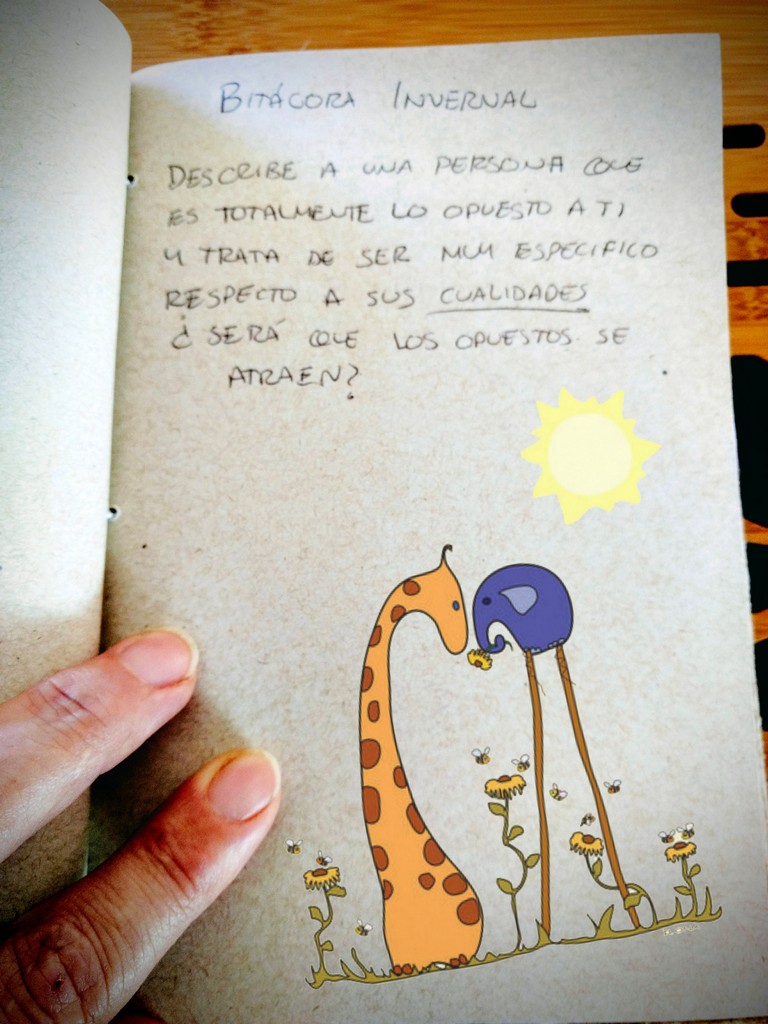 BITÁCORA INVERNAL
DESCRIBE A UNA PERSONA QUE
ES TOTALMENTE LO OPUESTO A TI
Y TRATA DE SER MUY ESPECIFICO
RESPECTO A SUS CUALIDADES
¿SERÁ QUE LOS OPUESTOS SE
ATRAEN?